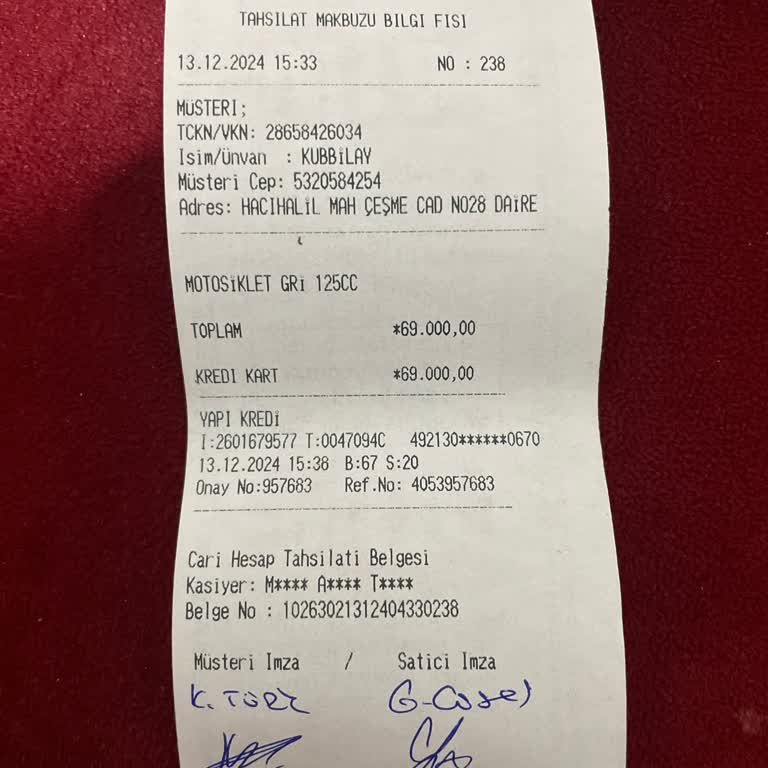 TAHSILAT MAKBUZU BILGI FISI
13.12.2024 15:33 NO : 238
MÜSTERI;
TCKN/VKN: 28658426034
Isim/Ünvan : KUBBİLAY
Müsteri Cep: 5320584254
Adres: HACIHALİL MAH ÇEŞME CAD NO28 DAİRE
MOTOSİKLET GRİ 125CC
TOPLAM *69.000,00
KREDI KART *69.000,00
YAPI KREDİ
I:2601679577 T:0047094C 492130******0670
13.12.2024 15:38 B:67 S:20
Onay No:957683 Ref.No: 4053957683
Cari Hesap Tahsilati Belgesi
Kasiyer: M**** A**** T****
Belge No : 10263021312404330238
Müsteri Imza / Satici Imza
K. TÜRK